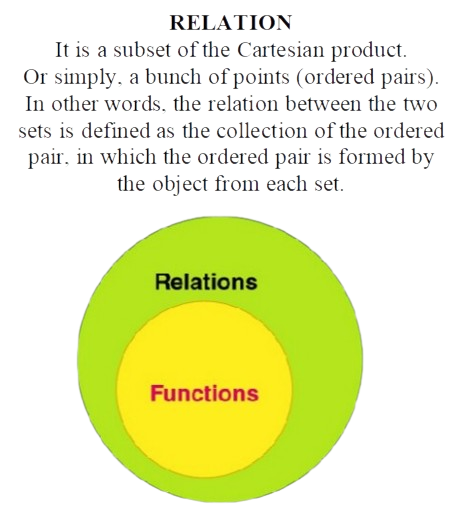 RELATION
It is a subset of the Cartesian product.
Or simply, a bunch of points (ordered pairs).
In other words, the relation between the two
sets is defined as the collection of the ordered
pair, in which the ordered pair is formed by
the object from each set.
Relations
Functions